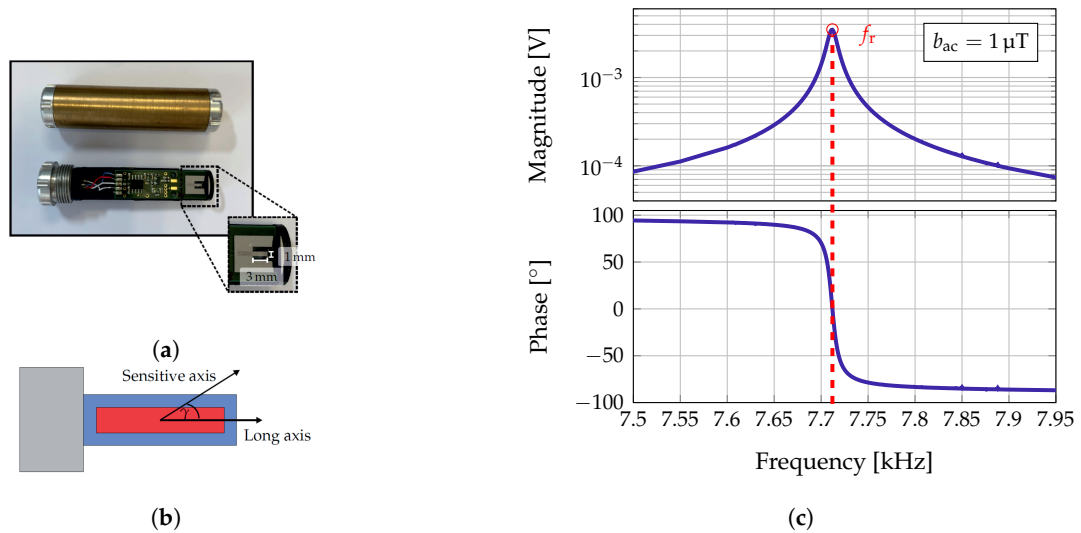 (a)
1 mm
3 mm
Sensitive axis
γ
Long axis
(b)
Magnitude [V]
10⁻³
10⁻⁴
f_r
b_ac = 1 µT
Phase [°]
100
50
0
−50
−100
7.5 7.55 7.6 7.65 7.7 7.75 7.8 7.85 7.9 7.95
Frequency [kHz]
(c)